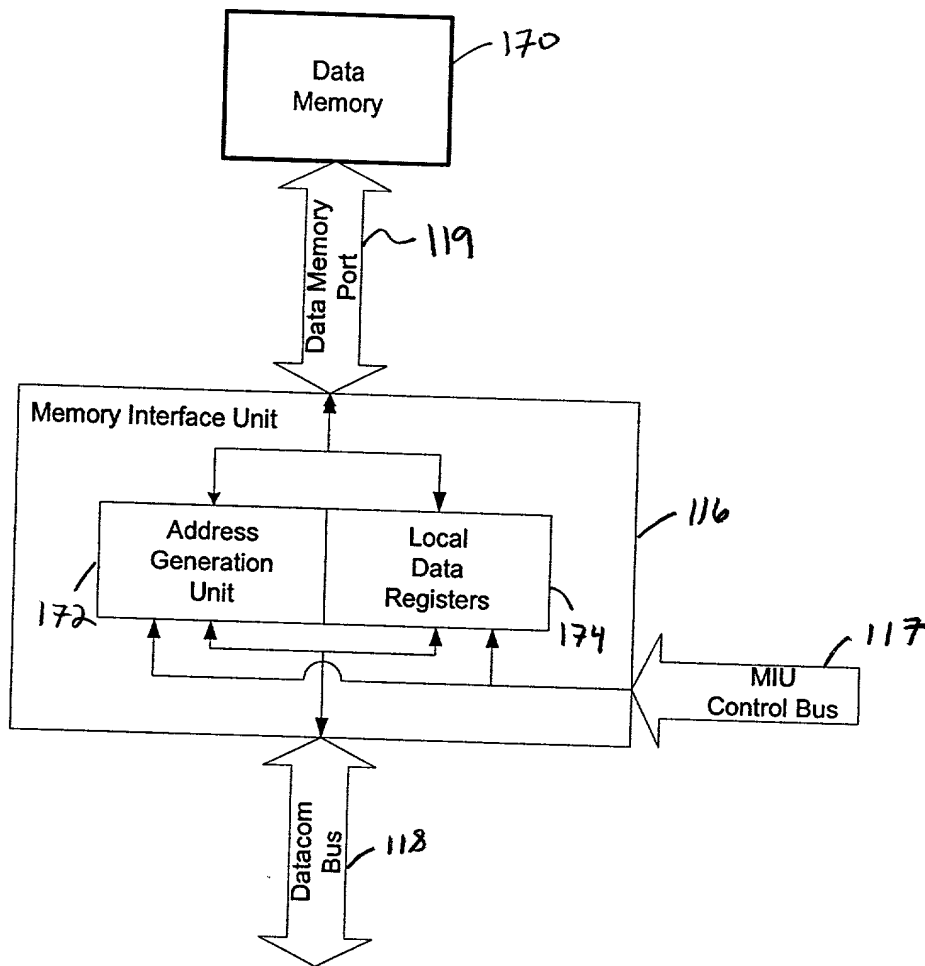 Data
Memory
170
Data Memory
Port
119
Memory Interface Unit
Address
Generation
Unit
Local
Data
Registers
116
172
174
117
MIU
Control Bus
Datacom
Bus
118